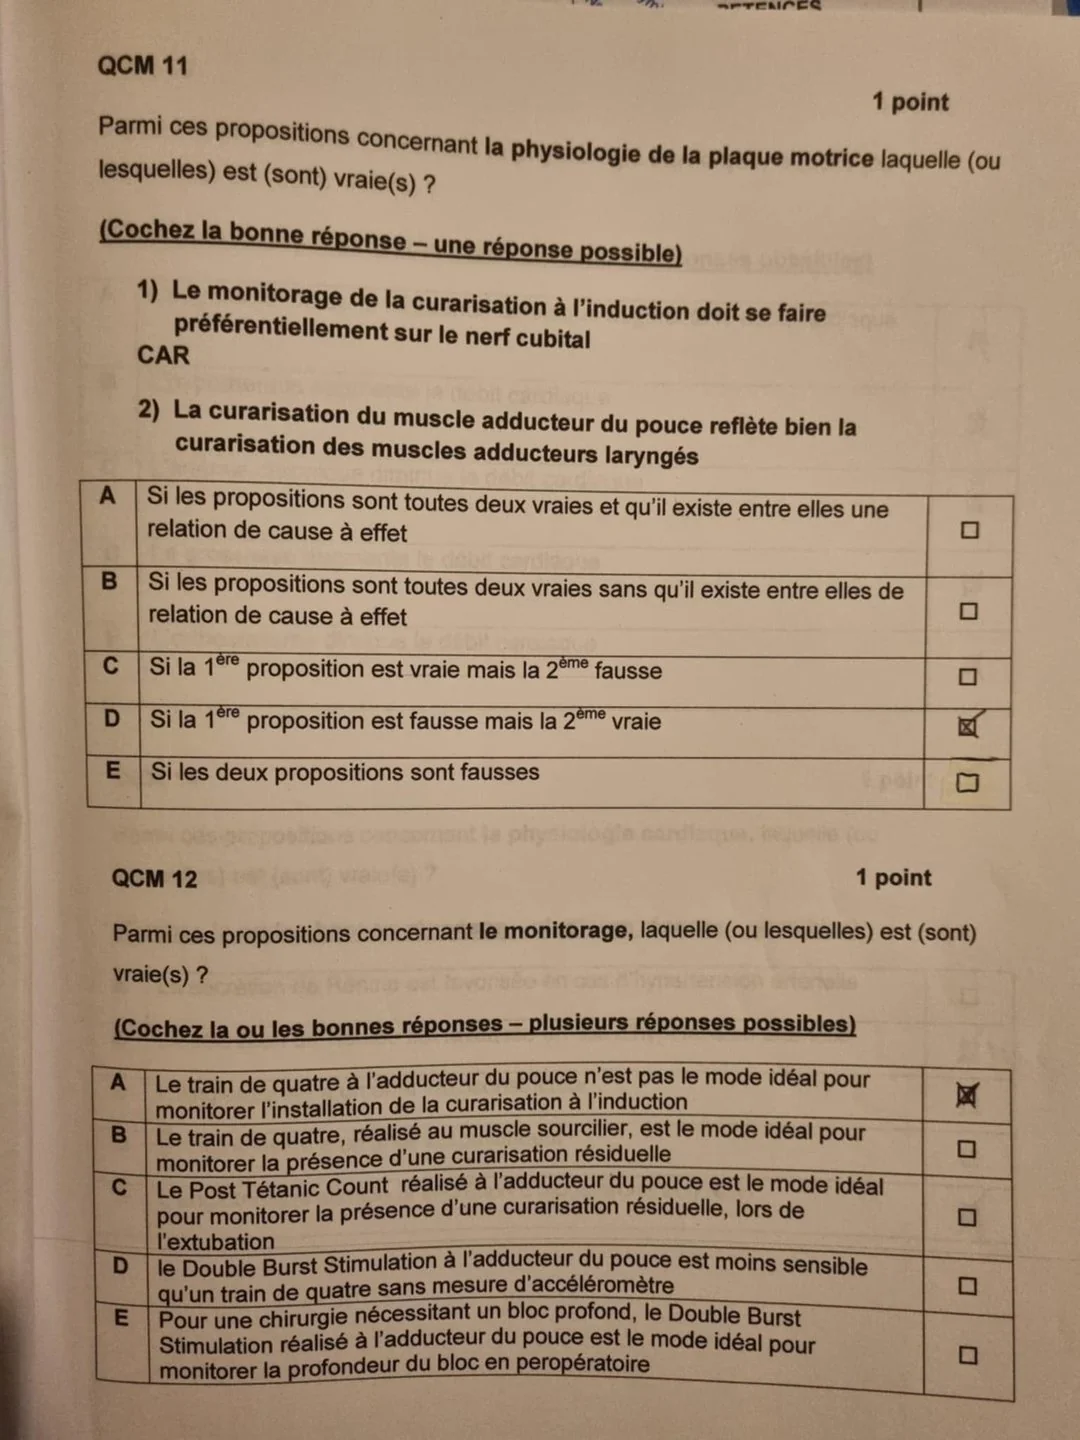 QCM 11
1 point
Parmi ces propositions concernant la physiologie de la plaque motrice laquelle (ou
lesquelles) est (sont) vraie(s) ?
(Cochez la bonne réponse – une réponse possible)
1) Le monitorage de la curarisation à l'induction doit se faire
préférentiellement sur le nerf cubital
CAR
2) La curarisation du muscle adducteur du pouce reflète bien la
curarisation des muscles adducteurs laryngés
A Si les propositions sont toutes deux vraies et qu'il existe entre elles une
relation de cause à effet
B Si les propositions sont toutes deux vraies sans qu'il existe entre elles de
relation de cause à effet
C Si la 1ère proposition est vraie mais la 2ème fausse
D Si la 1ère proposition est fausse mais la 2ème vraie
E Si les deux propositions sont fausses
QCM 12
1 point
Parmi ces propositions concernant le monitorage, laquelle (ou lesquelles) est (sont)
vraie(s) ?
(Cochez la ou les bonnes réponses – plusieurs réponses possibles)
A Le train de quatre à l'adducteur du pouce n'est pas le mode idéal pour
monitorer l'installation de la curarisation à l'induction
B Le train de quatre, réalisé au muscle sourcilier, est le mode idéal pour
monitorer la présence d'une curarisation résiduelle
C Le Post Tétanic Count réalisé à l'adducteur du pouce est le mode idéal
pour monitorer la présence d'une curarisation résiduelle, lors de
l'extubation
D le Double Burst Stimulation à l'adducteur du pouce est moins sensible
qu'un train de quatre sans mesure d'accéléromètre
E Pour une chirurgie nécessitant un bloc profond, le Double Burst
Stimulation réalisé à l'adducteur du pouce est le mode idéal pour
monitorer la profondeur du bloc en peropératoire